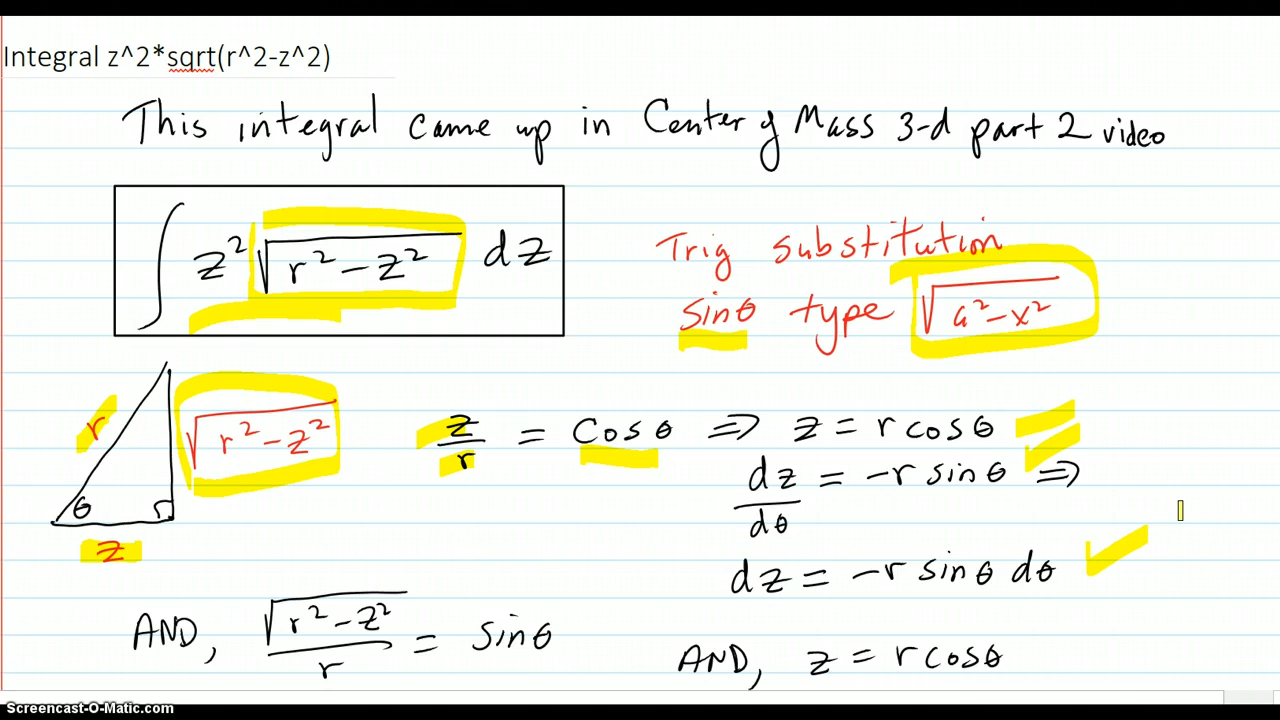 Integral z^2*sqrt(r^2-z^2)
This integral came up in Center of Mass 3-d part 2 video
∫ z² √(r² – z²) dz
Trig substitution
sinθ type √(a² – x²)
r
√(r² – z²)
θ
z
z/r = cosθ ⇒ z = r cosθ
dz/dθ = –r sinθ ⇒
dz = –r sinθ dθ
AND, √(r² – z²)/r = sinθ
AND, z = r cosθ
Screencast-O-Matic.com